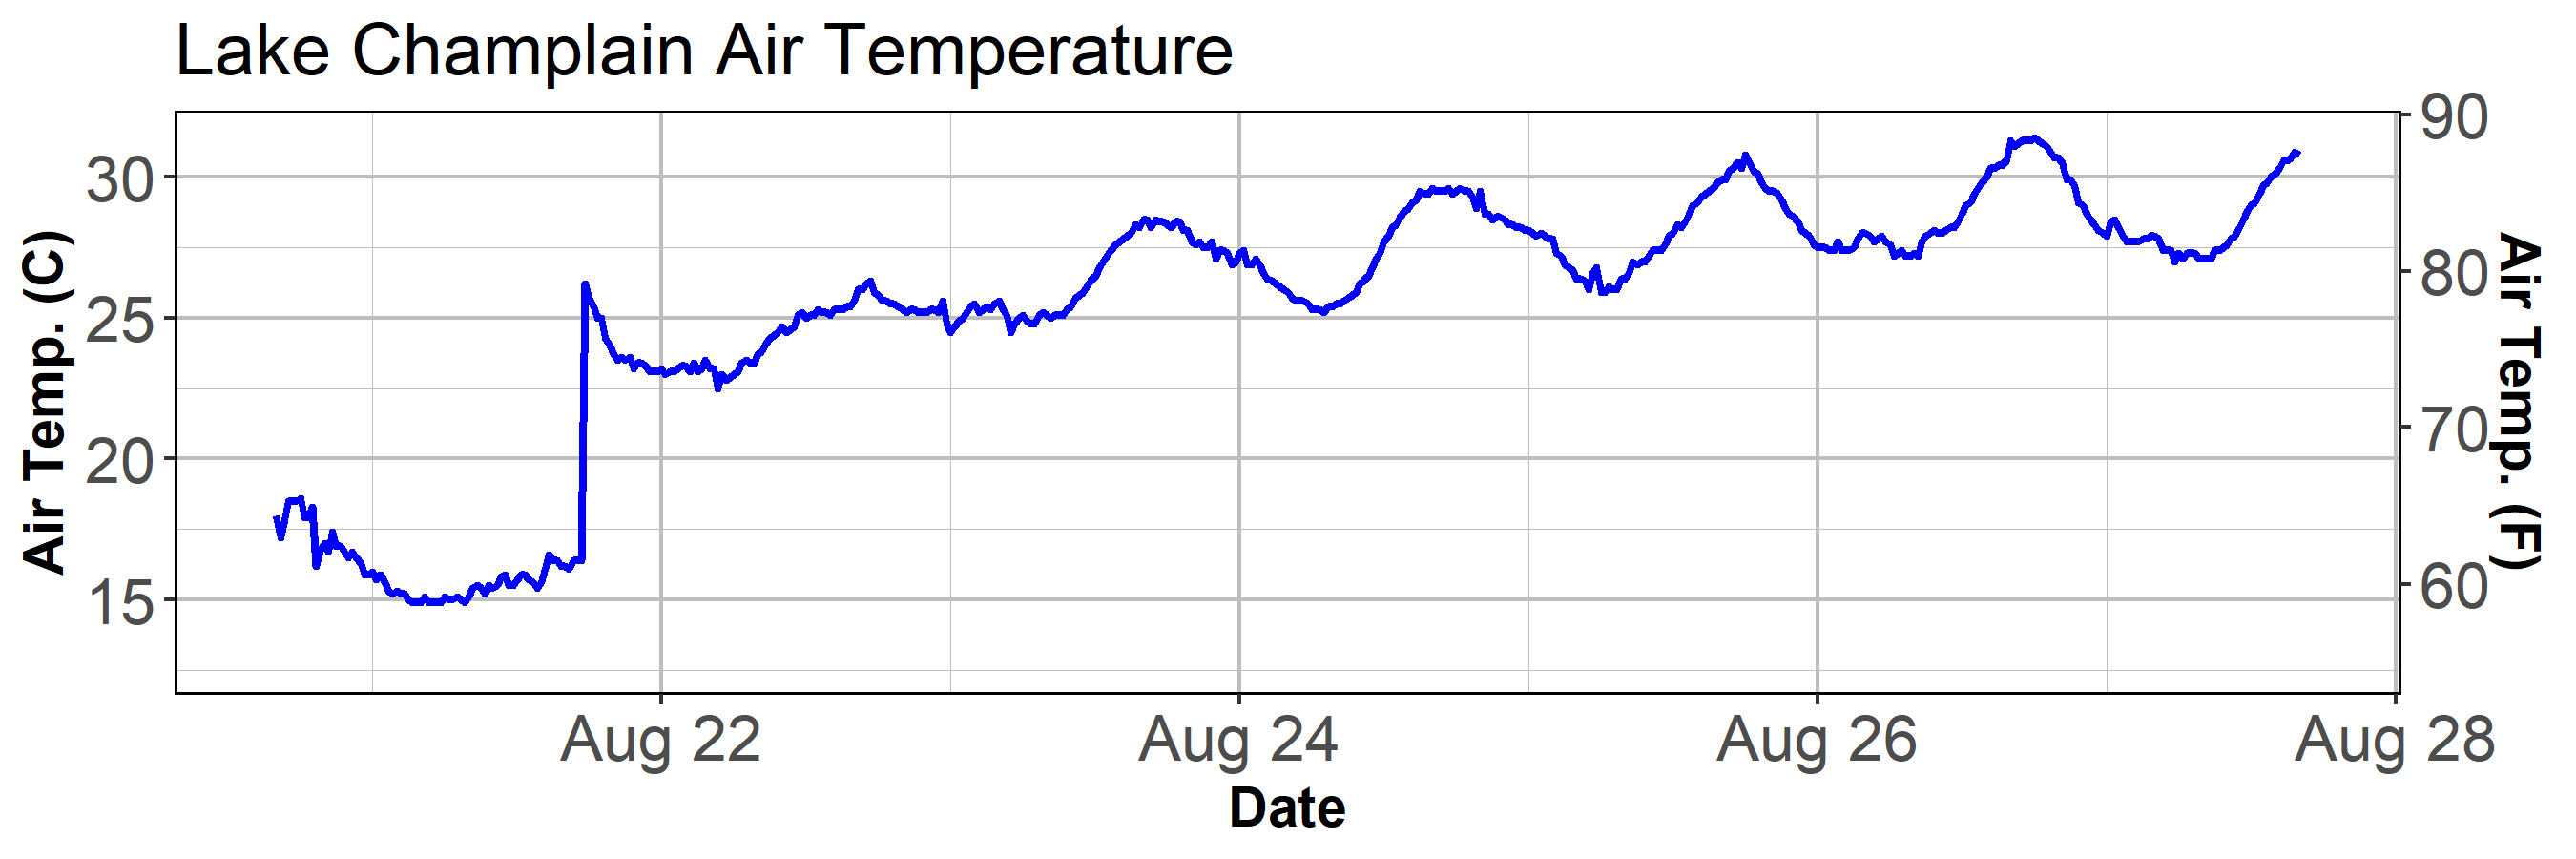 Lake Champlain Air Temperature
Air Temp. (C)
30
25
20
15
90
80
70
60
Air Temp. (F)
Aug 22
Aug 24
Aug 26
Aug 28
Date